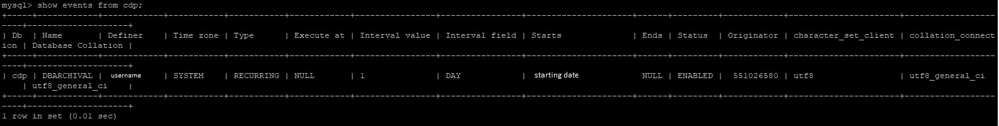 mysql> show events from cdp;
+-----+------------+------------+-----------+-----------+------------+----------------+----------------+---------------------+------+---------+------------+----------------------+------------------
----+--------------------+
| Db  | Name       | Definer    | Time zone | Type      | Execute at | Interval value | Interval field | Starts              | Ends | Status  | Originator | character_set_client | collation_connect
ion | Database Collation |
+-----+------------+------------+-----------+-----------+------------+----------------+----------------+---------------------+------+---------+------------+----------------------+------------------
----+--------------------+
| cdp | DBARCHIVAL | username | SYSTEM    | RECURRING | NULL       | 1              | DAY            | starting date NULL | ENABLED |  551026580 | utf8                 | utf8_general_ci
    | utf8_general_ci    |
+-----+------------+------------+-----------+-----------+------------+----------------+----------------+---------------------+------+---------+------------+----------------------+------------------
----+--------------------+
1 row in set (0.01 sec)